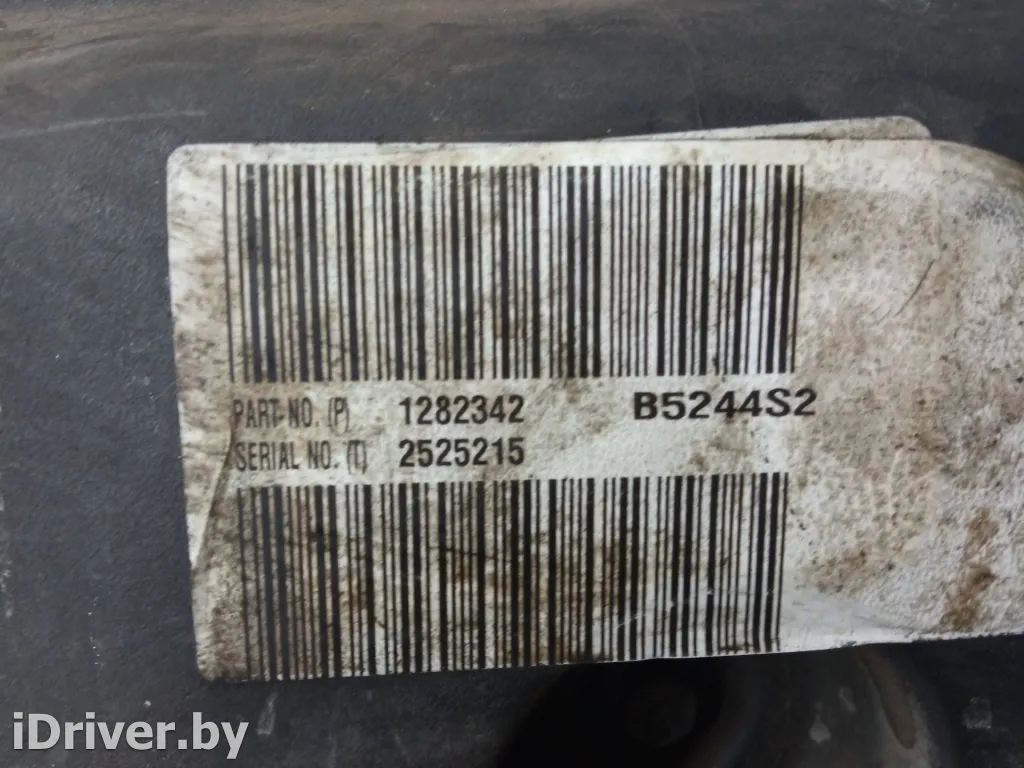 PART NO. (P) 1282342 B5244S2
SERIAL NO. (T) 2525215
iDriver.by